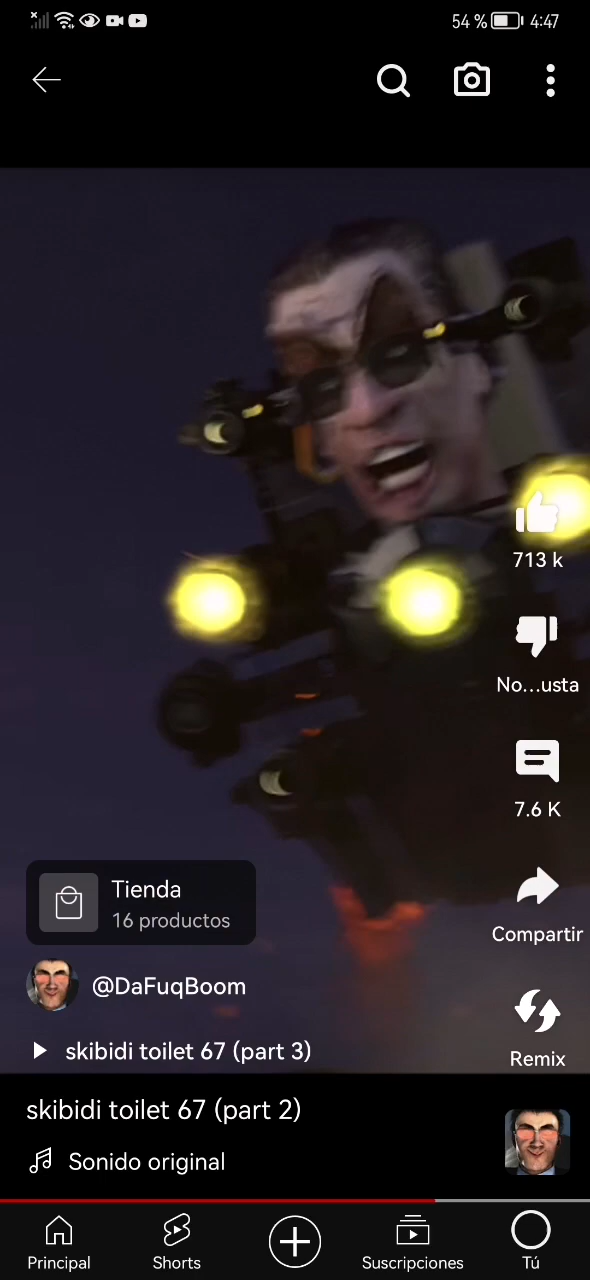 54 % 4:47
713 k
No...usta
7.6 K
Compartir
Remix
Tienda
16 productos
@DaFuqBoom
skibidi toilet 67 (part 3)
skibidi toilet 67 (part 2)
Sonido original
Principal
Shorts
Suscripciones
Tú